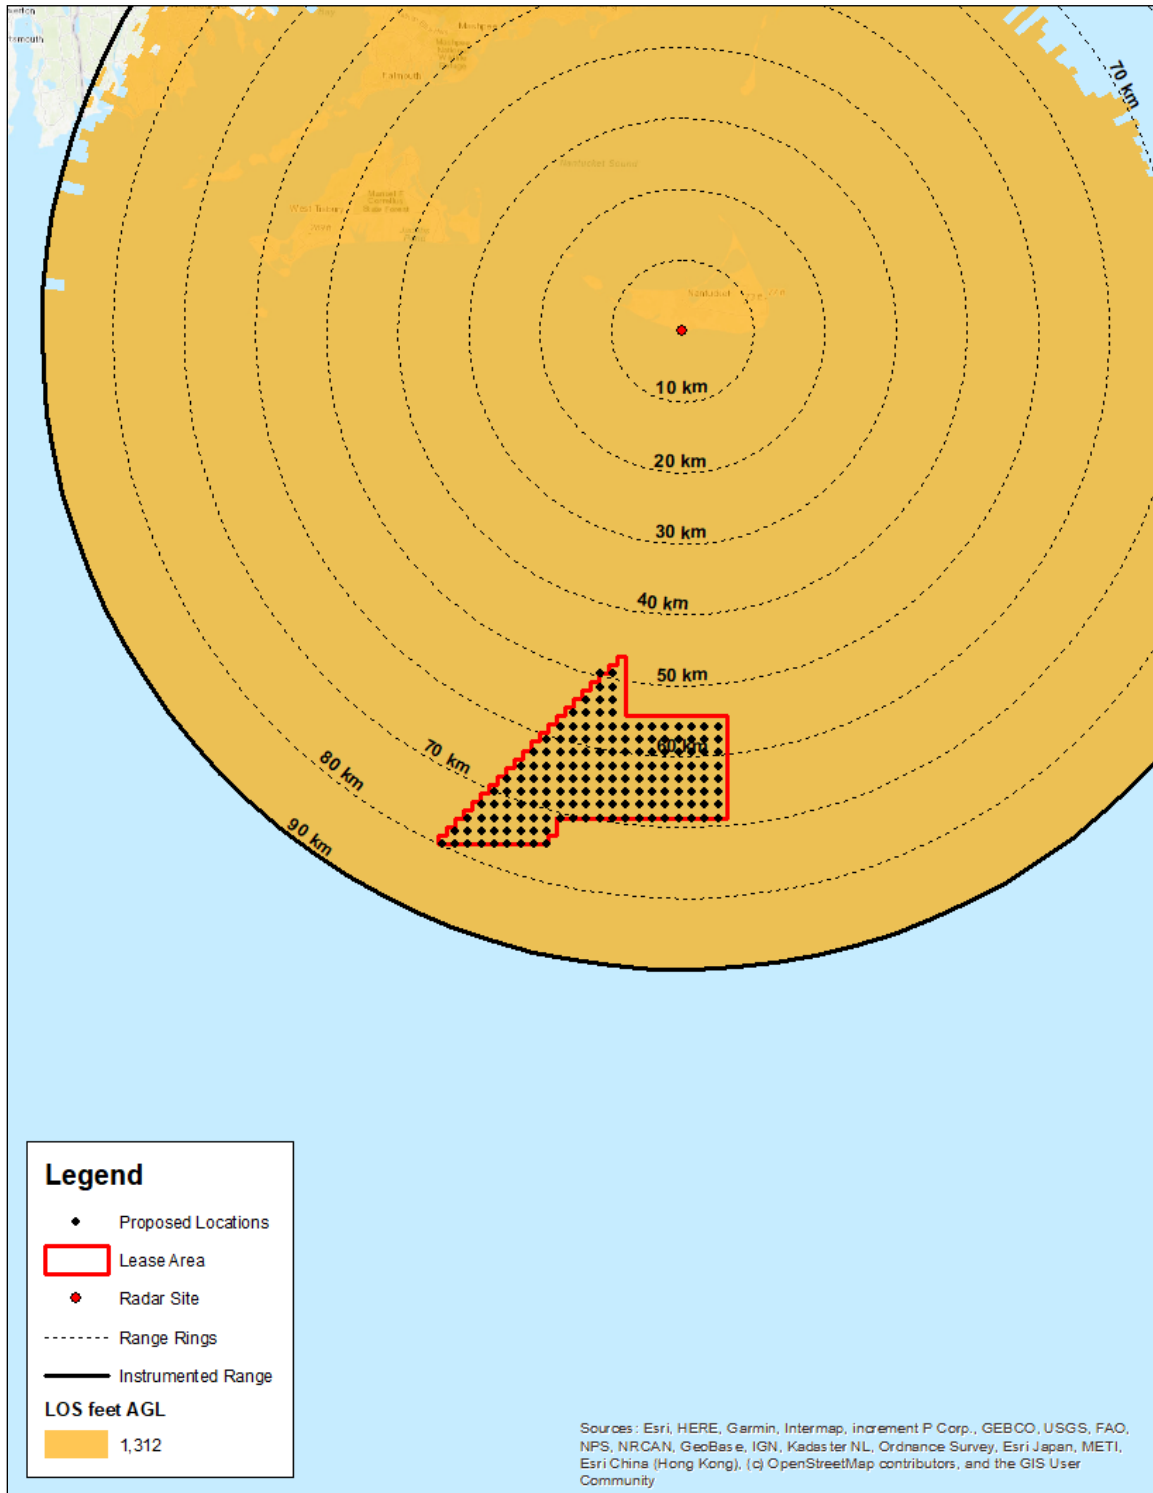 Mashpee
Falmouth
70 km
Nantucket Sound
West Tisbury
Nantucket
10 km
20 km
30 km
40 km
50 km
60 km
70 km
80 km
90 km
Legend
Proposed Locations
Lease Area
Radar Site
Range Rings
Instrumented Range
LOS feet AGL
1,312
Sources: Esri, HERE, Garmin, Intermap, increment P Corp., GEBCO, USGS, FAO,
NPS, NRCAN, GeoBase, IGN, Kadaster NL, Ordnance Survey, Esri Japan, METI,
Esri China (Hong Kong), (c) OpenStreetMap contributors, and the GIS User
Community